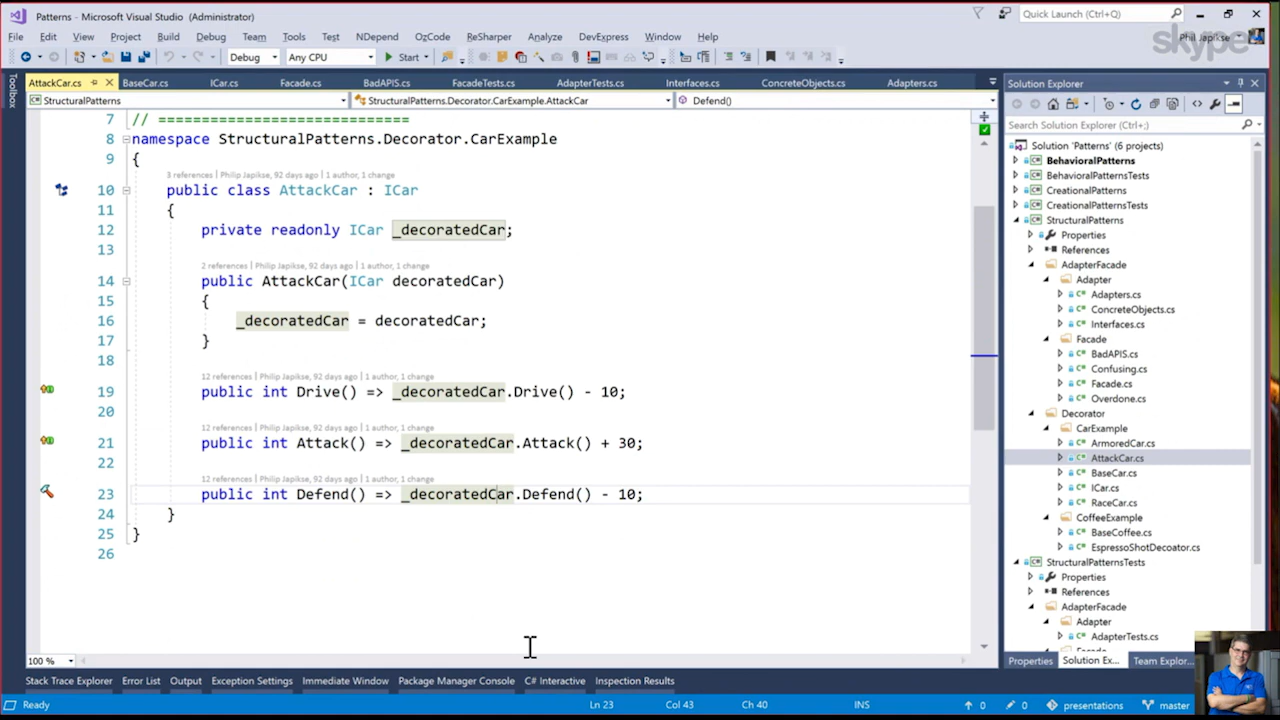 Patterns - Microsoft Visual Studio (Administrator)
Quick Launch (Ctrl+Q)
File Edit View Project Build Debug Team Tools Test NDepend OzCode ReSharper Analyze DevExpress Window Help
Phil Japikse
skype
Debug Any CPU Start
Toolbox
AttackCar.cs BaseCar.cs ICar.cs Facade.cs BadAPIS.cs FacadeTests.cs AdapterTests.cs Interfaces.cs ConcreteObjects.cs Adapters.cs
StructuralPatterns StructuralPatterns.Decorator.CarExample.AttackCar Defend()
7 // =============================
8 namespace StructuralPatterns.Decorator.CarExample
9 {
3 references | Philip Japikse, 92 days ago | 1 author, 1 change
10 public class AttackCar : ICar
11 {
12 private readonly ICar _decoratedCar;
13
2 references | Philip Japikse, 92 days ago | 1 author, 1 change
14 public AttackCar(ICar decoratedCar)
15 {
16 _decoratedCar = decoratedCar;
17 }
18
12 references | Philip Japikse, 92 days ago | 1 author, 1 change
19 public int Drive() => _decoratedCar.Drive() - 10;
20
12 references | Philip Japikse, 92 days ago | 1 author, 1 change
21 public int Attack() => _decoratedCar.Attack() + 30;
22
12 references | Philip Japikse, 92 days ago | 1 author, 1 change
23 public int Defend() => _decoratedCar.Defend() - 10;
24 }
25 }
26
100 %
Solution Explorer
Search Solution Explorer (Ctrl+;)
Solution 'Patterns' (6 projects)
BehavioralPatterns
BehavioralPatternsTests
CreationalPatterns
CreationalPatternsTests
StructuralPatterns
Properties
References
AdapterFacade
Adapter
C# Adapters.cs
C# ConcreteObjects.cs
C# Interfaces.cs
Facade
C# BadAPIS.cs
C# Confusing.cs
C# Facade.cs
C# Overdone.cs
Decorator
CarExample
C# ArmoredCar.cs
C# AttackCar.cs
C# BaseCar.cs
C# ICar.cs
C# RaceCar.cs
CoffeeExample
C# BaseCoffee.cs
C# EspressoShotDecoator.cs
StructuralPatternsTests
Properties
References
AdapterFacade
Adapter
C# AdapterTests.cs
Properties Solution Ex... Team Explor...
Stack Trace Explorer Error List Output Exception Settings Immediate Window Package Manager Console C# Interactive Inspection Results
Ready Ln 23 Col 43 Ch 40 INS 0 0 presentations master